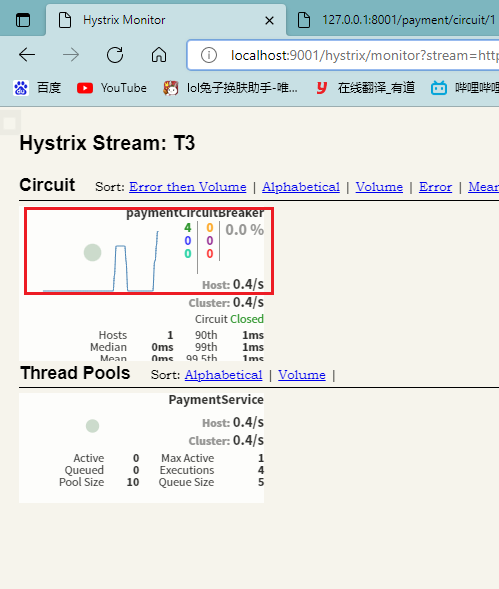 Hystrix Monitor
127.0.0.1:8001/payment/circuit/1
localhost:9001/hystrix/monitor?stream=http
百度 YouTube lol兔子换肤助手-唯... 在线翻译_有道 哔哩哔哩
Hystrix Stream: T3
Circuit Sort: Error then Volume | Alphabetical | Volume | Error | Mean
paymentCircuitBreaker
4 0 0.0 %
0 0
0 0
Host: 0.4/s
Cluster: 0.4/s
Circuit Closed
Hosts 1 90th 1ms
Median 0ms 99th 1ms
Mean 0ms 99.5th 1ms
Thread Pools Sort: Alphabetical | Volume |
PaymentService
Host: 0.4/s
Cluster: 0.4/s
Active 0 Max Active 1
Queued 0 Executions 4
Pool Size 10 Queue Size 5